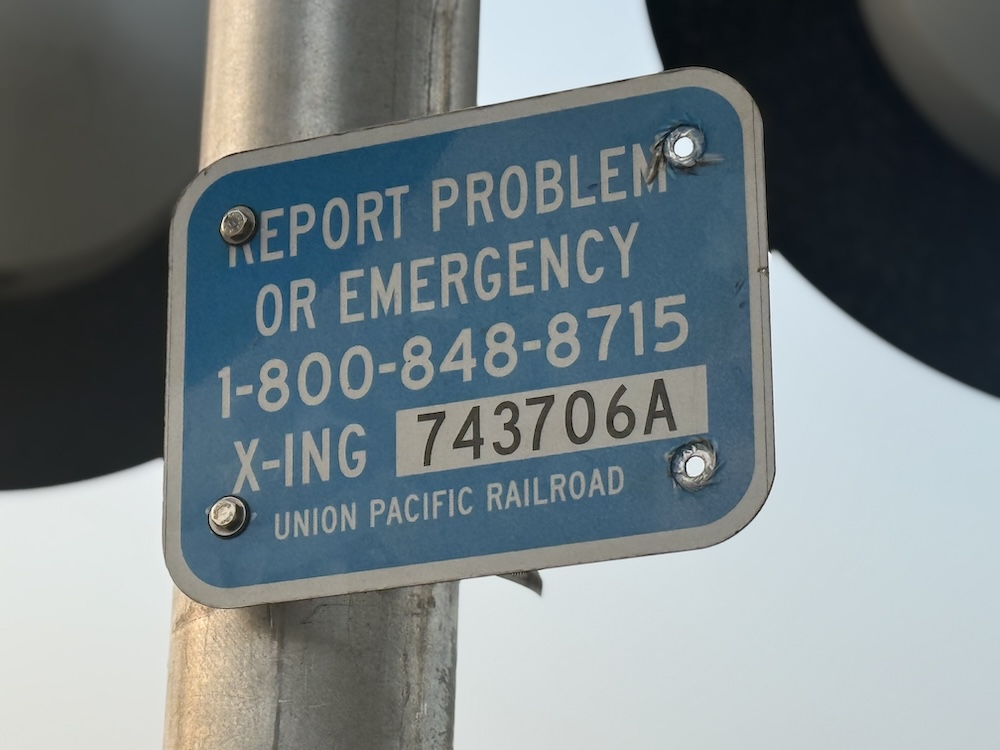 REPORT PROBLEM
OR EMERGENCY
1-800-848-8715
X-ING 743706A
UNION PACIFIC RAILROAD